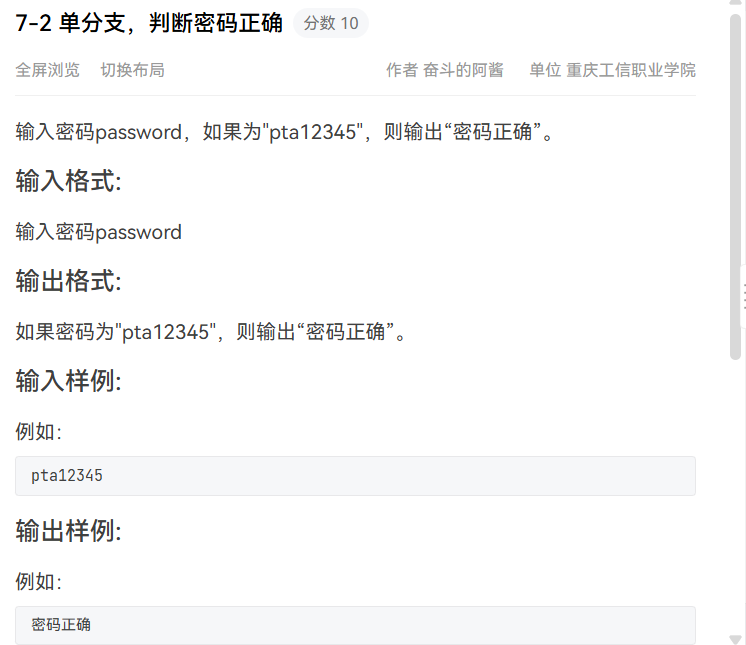 7-2 单分支，判断密码正确 分数 10
全屏浏览 切换布局 作者 奋斗的阿酱 单位 重庆工信职业学院
输入密码password，如果为"pta12345"，则输出“密码正确”。
输入格式:
输入密码password
输出格式:
如果密码为"pta12345"，则输出“密码正确”。
输入样例:
例如：
pta12345
输出样例:
例如：
密码正确